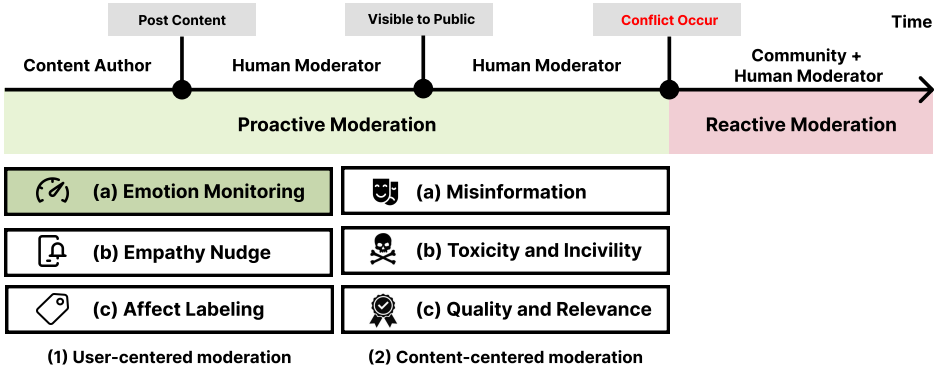 Post Content
Visible to Public
Conflict Occur
Time
Content Author
Human Moderator
Human Moderator
Community +
Human Moderator
Proactive Moderation
Reactive Moderation
(a) Emotion Monitoring
(b) Empathy Nudge
(c) Affect Labeling
(1) User-centered moderation
(a) Misinformation
(b) Toxicity and Incivility
(c) Quality and Relevance
(2) Content-centered moderation